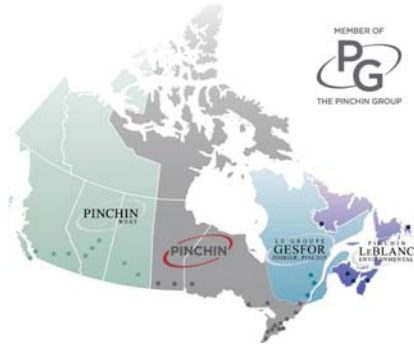 MEMBER OF
PG
THE PINCHIN GROUP
PINCHIN
WEST
PINCHIN
LE GROUPE
GESFOR
POIRIER, PINCHIN
PINCHIN
LEBLANC
ENVIRONMENTAL